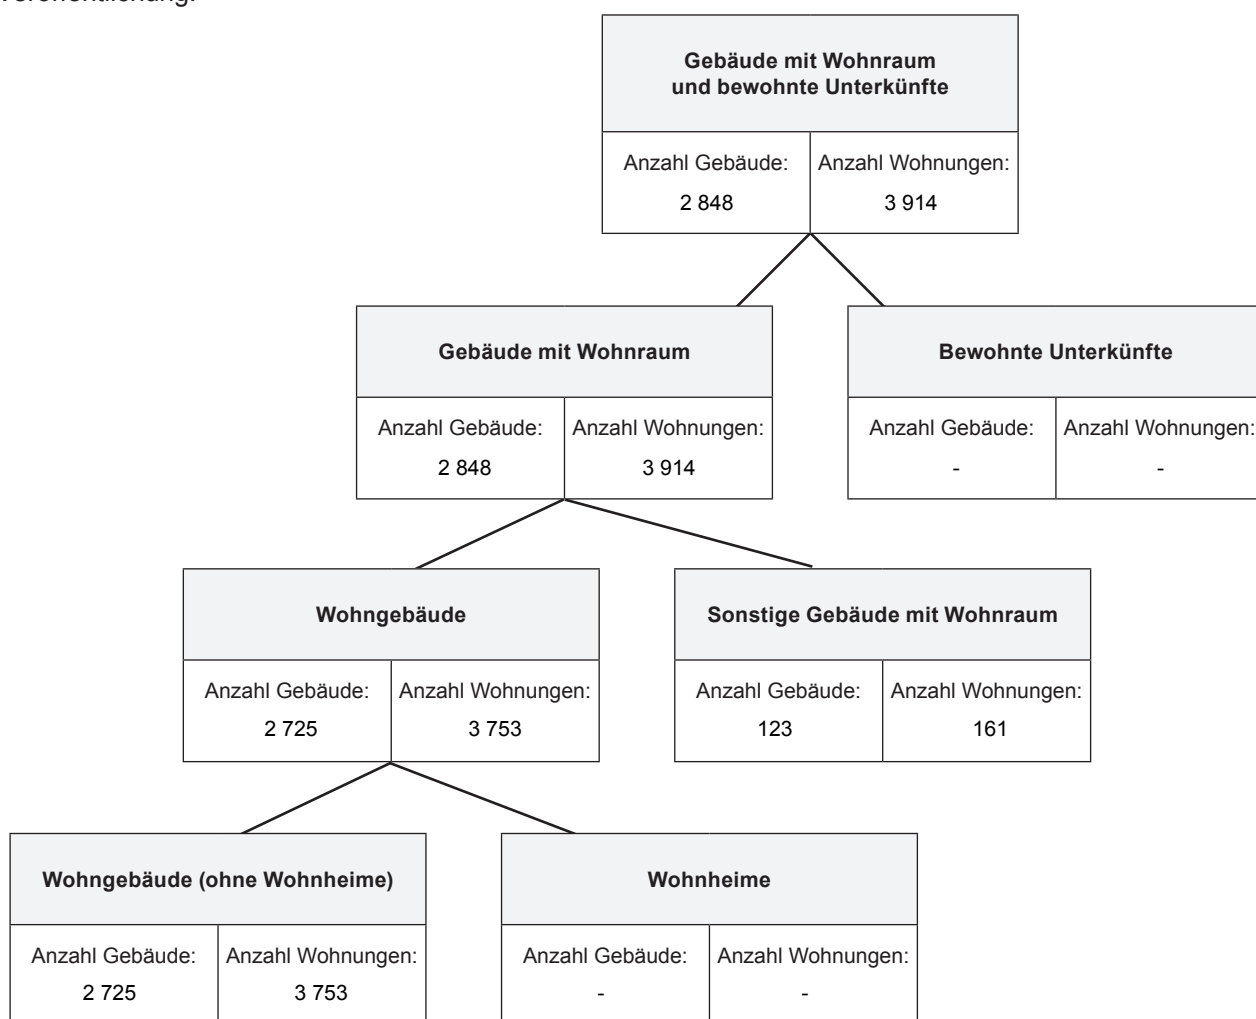 Veröffentlichung.
Gebäude mit Wohnraum
und bewohnte Unterkünfte
Anzahl Gebäude: Anzahl Wohnungen:
2 848 3 914
Gebäude mit Wohnraum Bewohnte Unterkünfte
Anzahl Gebäude: Anzahl Wohnungen: Anzahl Gebäude: Anzahl Wohnungen:
2 848 3 914 - -
Wohngebäude Sonstige Gebäude mit Wohnraum
Anzahl Gebäude: Anzahl Wohnungen: Anzahl Gebäude: Anzahl Wohnungen:
2 725 3 753 123 161
Wohngebäude (ohne Wohnheime) Wohnheime
Anzahl Gebäude: Anzahl Wohnungen: Anzahl Gebäude: Anzahl Wohnungen:
2 725 3 753 - -